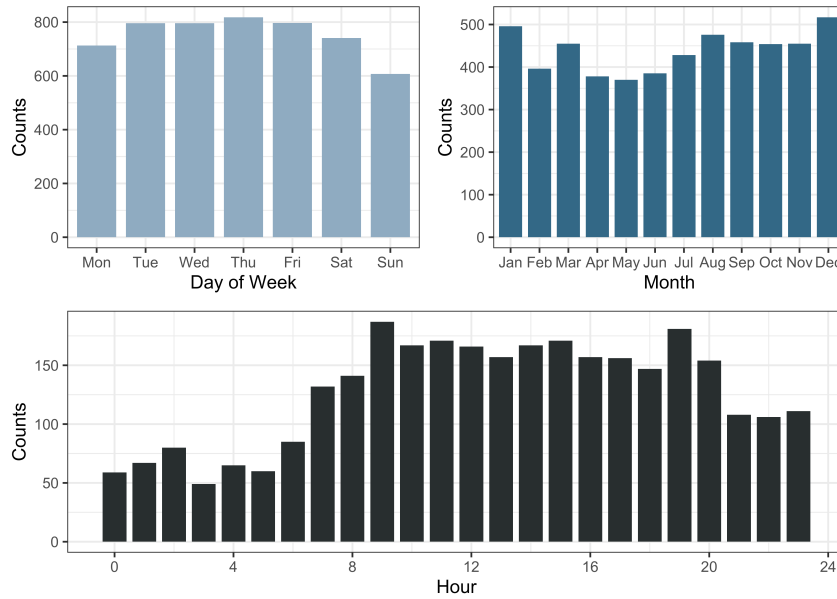 800
600
400
200
0
Counts
Mon Tue Wed Thu Fri Sat Sun
Day of Week
500
400
300
200
100
0
Counts
Jan Feb Mar Apr May Jun Jul Aug Sep Oct Nov Dec
Month
150
100
50
0
Counts
0 4 8 12 16 20 24
Hour